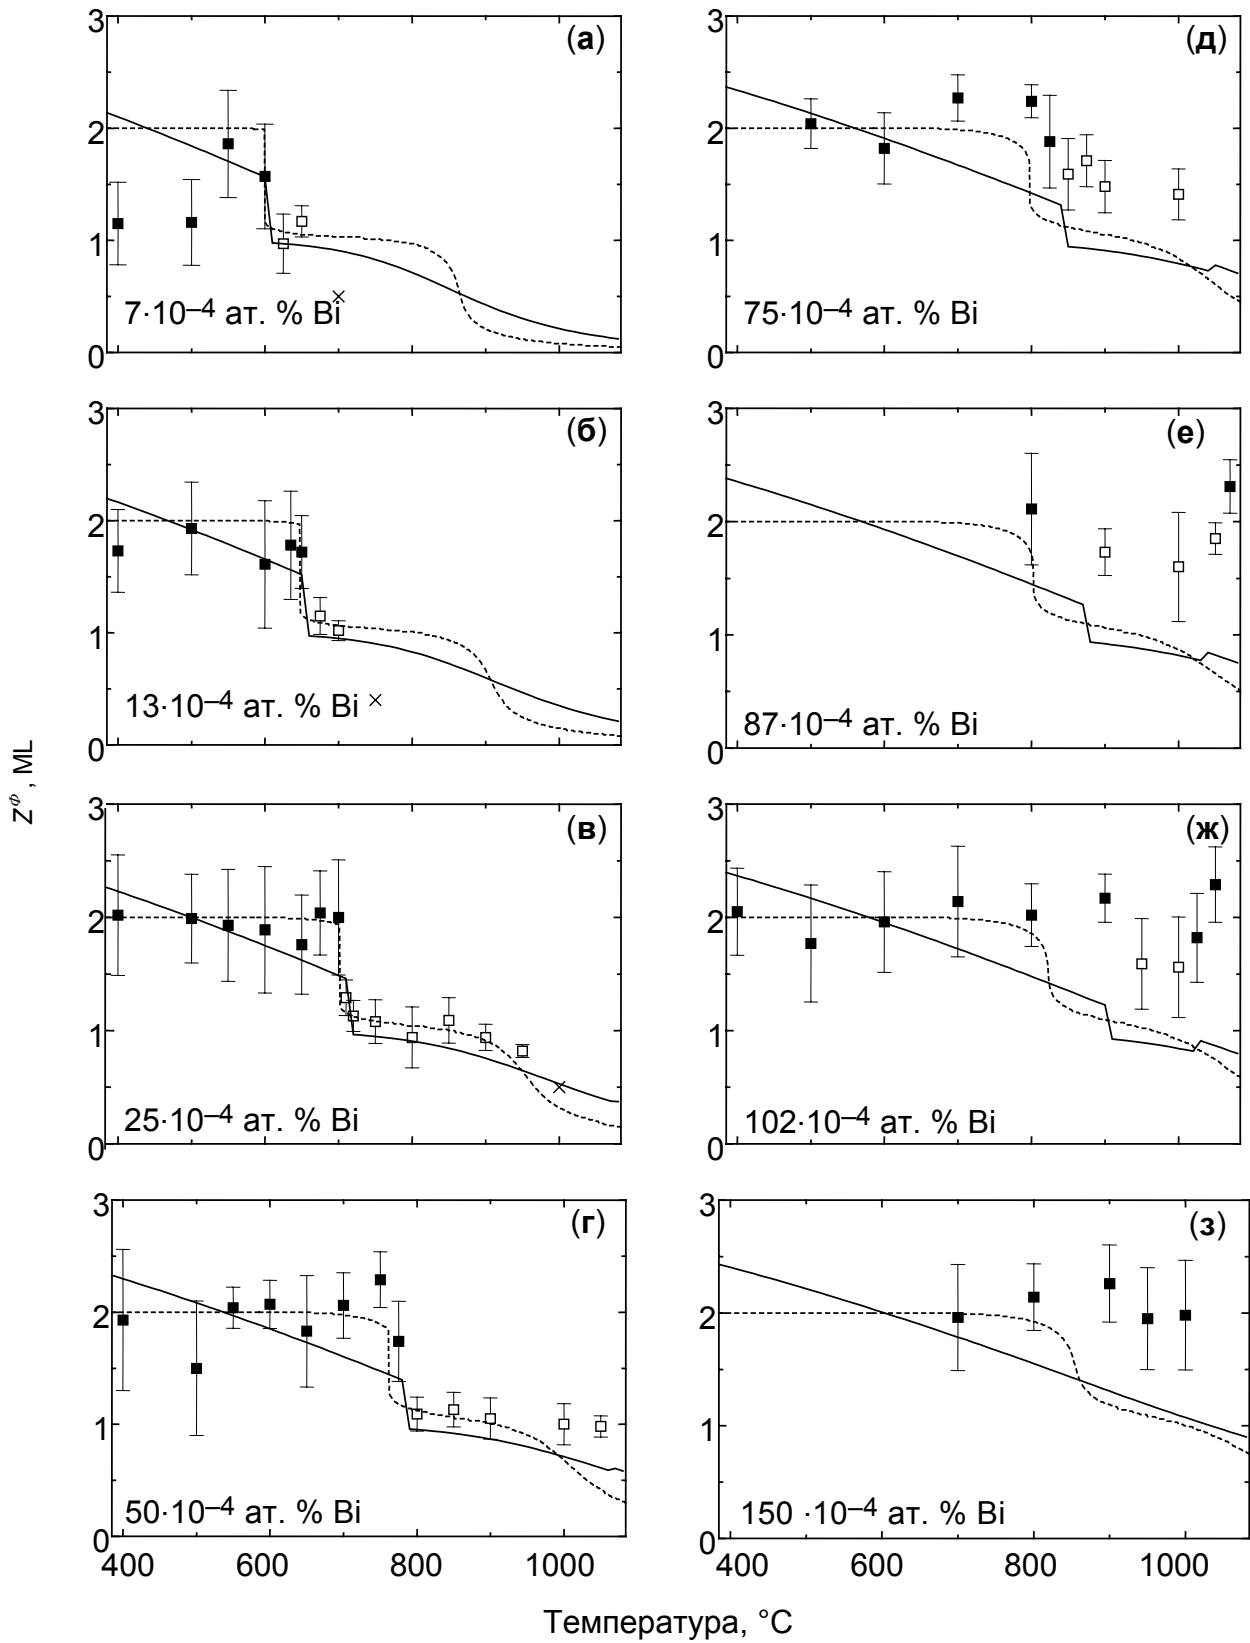 3
2
1
0
(а)
7·10–4 ат. % Bi
3
2
1
0
(д)
75·10–4 ат. % Bi
3
2
1
0
(б)
13·10–4 ат. % Bi
3
2
1
0
(е)
87·10–4 ат. % Bi
ZФ, ML
3
2
1
0
(в)
25·10–4 ат. % Bi
3
2
1
0
(ж)
102·10–4 ат. % Bi
3
2
1
0
(г)
50·10–4 ат. % Bi
400 600 800 1000
3
2
1
0
(з)
150 ·10–4 ат. % Bi
400 600 800 1000
Температура, °C